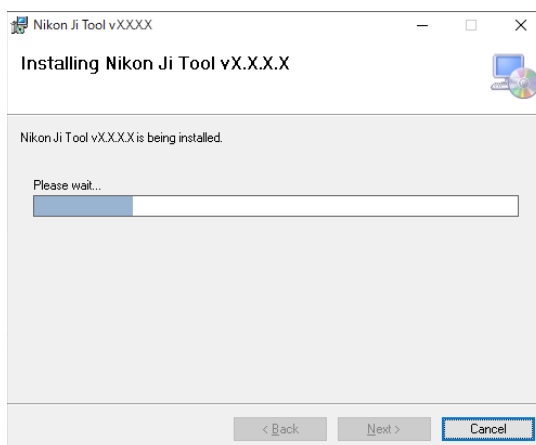 Nikon Ji Tool vXXXX
Installing Nikon Ji Tool vX.X.X.X
Nikon Ji Tool vX.X.X.X is being installed.
Please wait...
< Back Next > Cancel